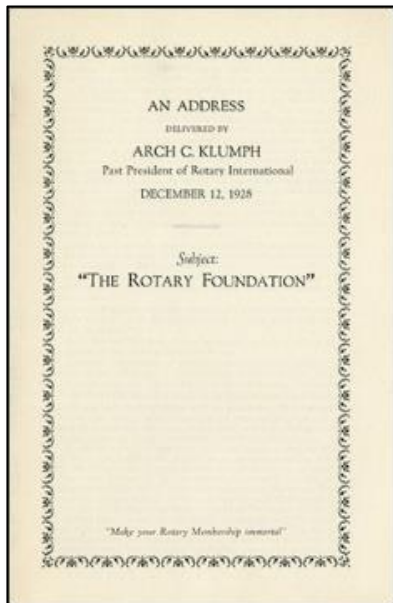 AN ADDRESS
DELIVERED BY
ARCH C. KLUMPH
Past President of Rotary International
DECEMBER 12, 1928
Subject:
"THE ROTARY FOUNDATION"
"Make your Rotary Membership immortal"